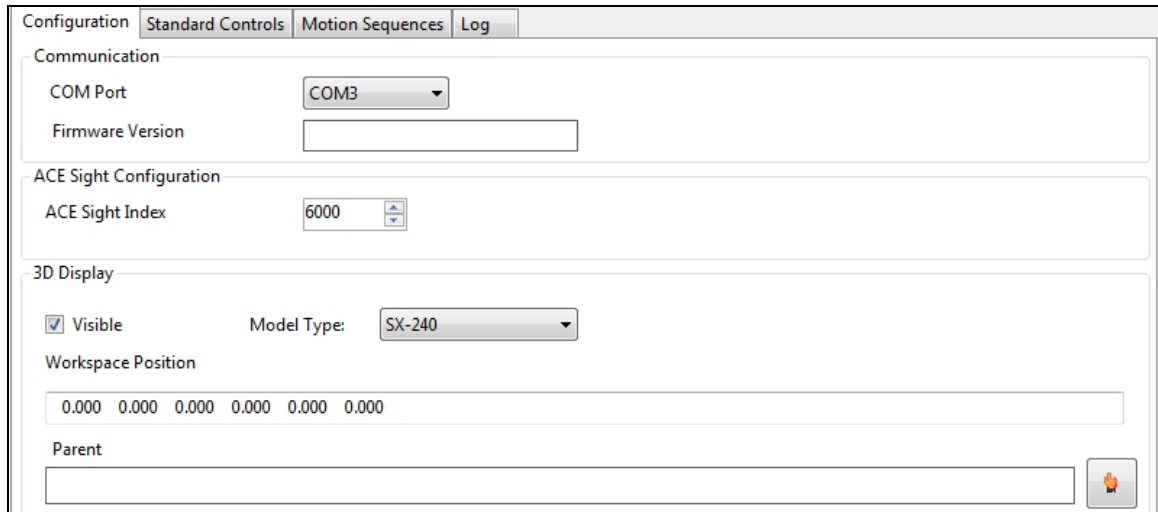 Configuration Standard Controls Motion Sequences Log
Communication
COM Port COM3
Firmware Version
ACE Sight Configuration
ACE Sight Index 6000
3D Display
Visible Model Type: SX-240
Workspace Position
0.000 0.000 0.000 0.000 0.000 0.000
Parent